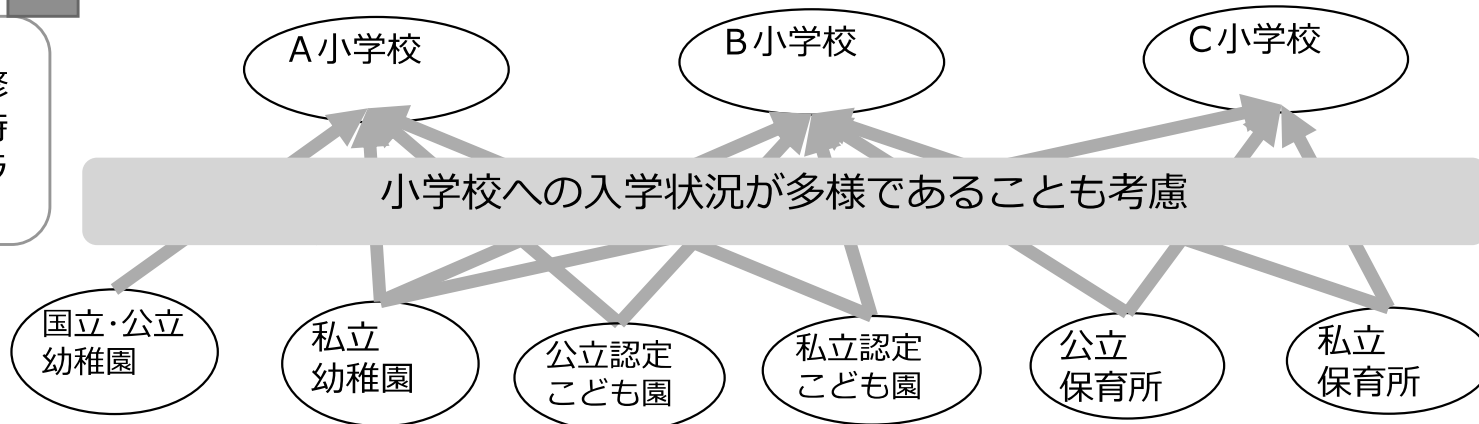 A小学校
B小学校
C小学校
修
時
小学校への入学状況が多様であることも考慮
国立・公立
幼稚園
私立
幼稚園
公立認定
こども園
私立認定
こども園
公立
保育所
私立
保育所